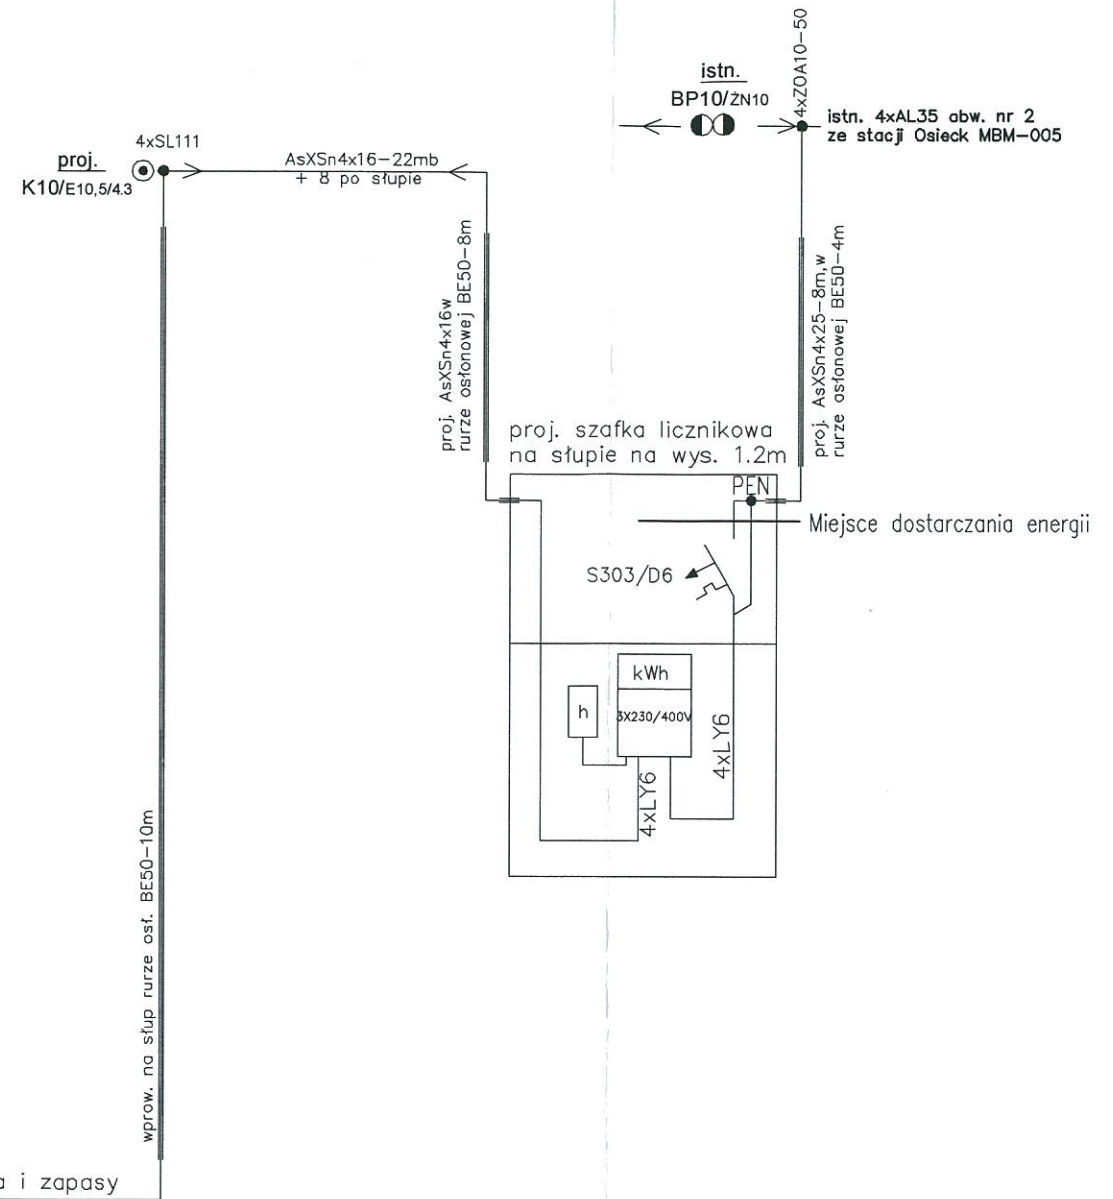 4xZOA10-50
istn.
BP10/ŻN10
istn. 4xAL35 abw. nr 2
ze stacji Osieck MBM-005
4xSL111
proj.
K10/E10,5/4.3
AsXSn4x16-22mb
+ 8 po słupie
proj. AsXSn4x16w
rurze osłonowej BE50-8m
proj. AsXSn4x25-8m,w
rurze osłonowej BE50-4m
proj. szafka licznikowa
na słupie na wys. 1.2m
PEN
Miejsce dostarczania energii
S303/D6
kWh
h
3X230/400V
4xLY6
4xLY6
wprow. na słup rurze osł. BE50-10m
a i zapasy